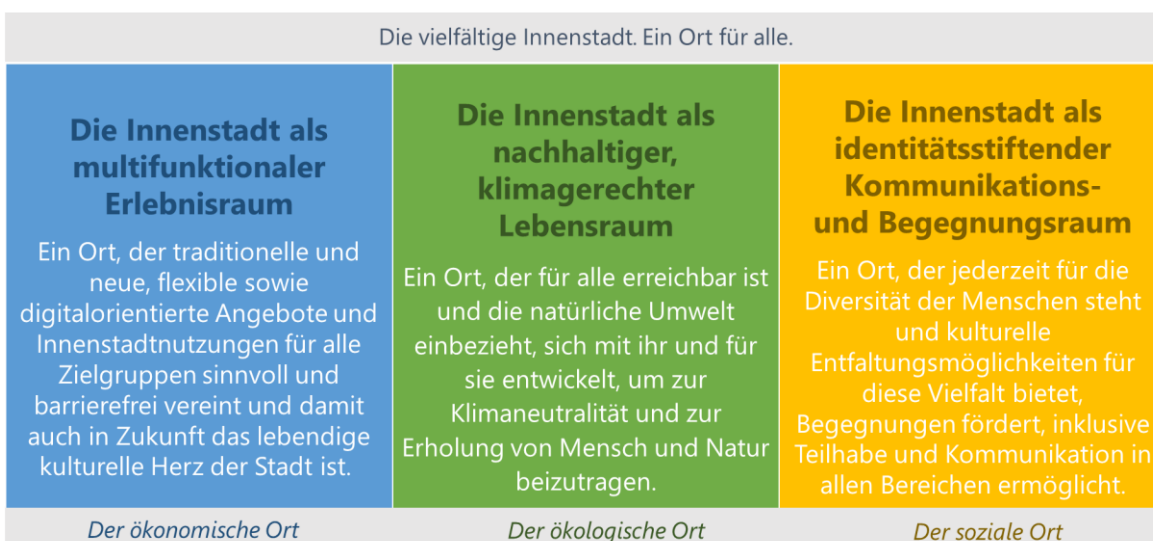 Die vielfältige Innenstadt. Ein Ort für alle.
Die Innenstadt als
multifunktionaler
Erlebnisraum
Ein Ort, der traditionelle und
neue, flexible sowie
digitalorientierte Angebote und
Innenstadtnutzungen für alle
Zielgruppen sinnvoll und
barrierefrei vereint und damit
auch in Zukunft das lebendige
kulturelle Herz der Stadt ist.
Der ökonomische Ort
Die Innenstadt als
nachhaltiger,
klimagerechter
Lebensraum
Ein Ort, der für alle erreichbar ist
und die natürliche Umwelt
einbezieht, sich mit ihr und für
sie entwickelt, um zur
Klimaneutralität und zur
Erholung von Mensch und Natur
beizutragen.
Der ökologische Ort
Die Innenstadt als
identitätsstiftender
Kommunikations-
und Begegnungsraum
Ein Ort, der jederzeit für die
Diversität der Menschen steht
und kulturelle
Entfaltungsmöglichkeiten für
diese Vielfalt bietet,
Begegnungen fördert, inklusive
Teilhabe und Kommunikation in
allen Bereichen ermöglicht.
Der soziale Ort